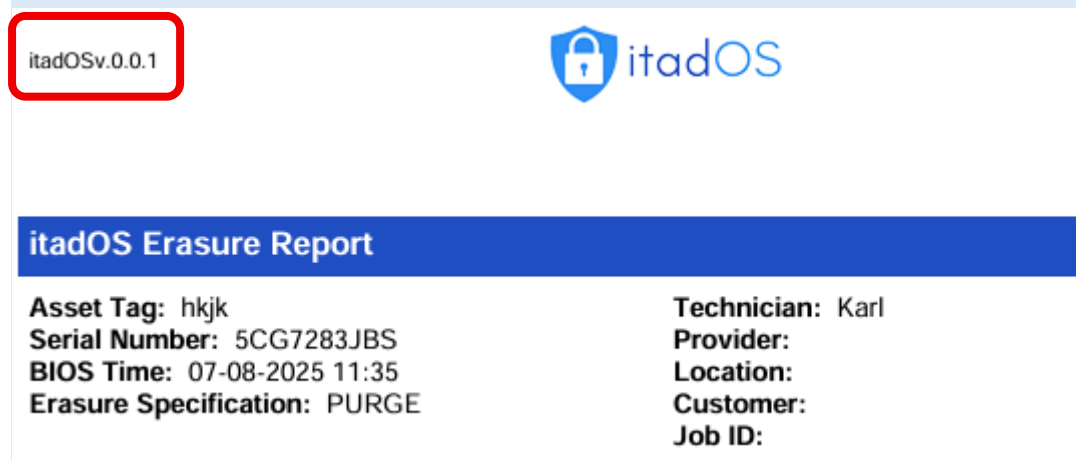 itadOSv.0.0.1
itadOS
itadOS Erasure Report
Asset Tag: hkjk
Serial Number: 5CG7283JBS
BIOS Time: 07-08-2025 11:35
Erasure Specification: PURGE
Technician: Karl
Provider:
Location:
Customer:
Job ID: